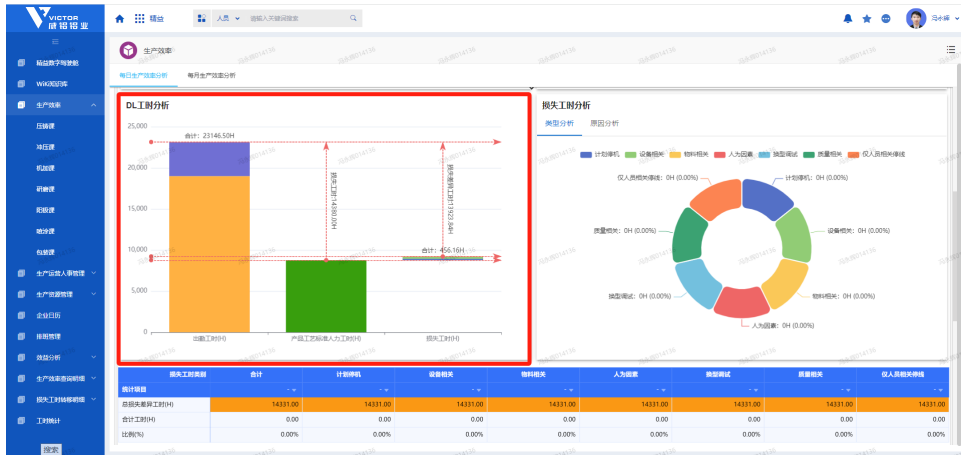 VICTOR
精益
人员
请输入关键词搜索
生产效率
每日生产效率分析
每月生产效率分析
精益数字驾驶舱
WIKI知识库
生产效率
压铸课
冲压课
机加课
研磨课
阳极课
喷涂课
包装课
生产运营人事管理
生产资源管理
企业日历
排班管理
效益分析
生产效率查询明细
损失工时转移明细
工时统计
搜索
DL工时分析
25,000
20,000
15,000
10,000
5,000
0
合计：23146.50H
损失工时:14380.00H
损失差异工时:13923.84H
合计：456.16H
出勤工时(H)
产品工艺标准人力工时(H)
损失工时(H)
损失工时分析
类型分析
原因分析
计划停机
设备相关
物料相关
人为因素
换型调试
质量相关
仅人员相关停线
仅人员相关停线：0H (0.00%)
计划停机：0H (0.00%)
质量相关：0H (0.00%)
设备相关：0H (0.00%)
换型调试：0H (0.00%)
物料相关：0H (0.00%)
人为因素：0H (0.00%)
损失工时类别 合计 计划停机 设备相关 物料相关 人为因素 换型调试 质量相关 仅人员相关停线
统计项目 - - - - - - - -
总损失差异工时(H) 14331.00 14331.00 14331.00 14331.00 14331.00 14331.00 14331.00 14331.00
合计工时(H) 0.00 0.00 0.00 0.00 0.00 0.00 0.00 0.00
比例(%) 0.00% 0.00% 0.00% 0.00% 0.00% 0.00% 0.00% 0.00%